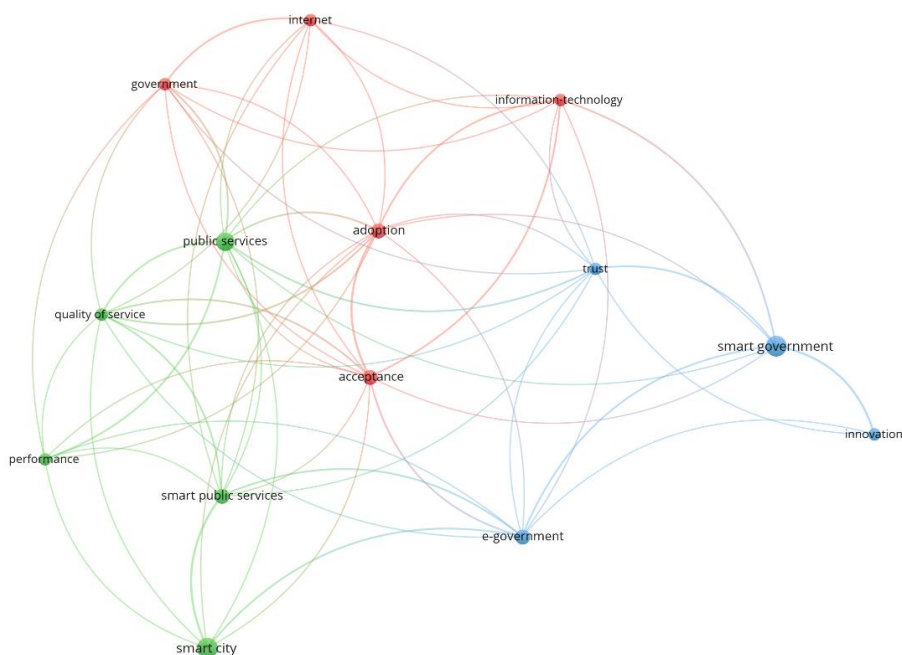 internet
government
information-technology
public services
adoption
trust
quality of service
smart government
acceptance
innovation
performance
smart public services
e-government
smart city